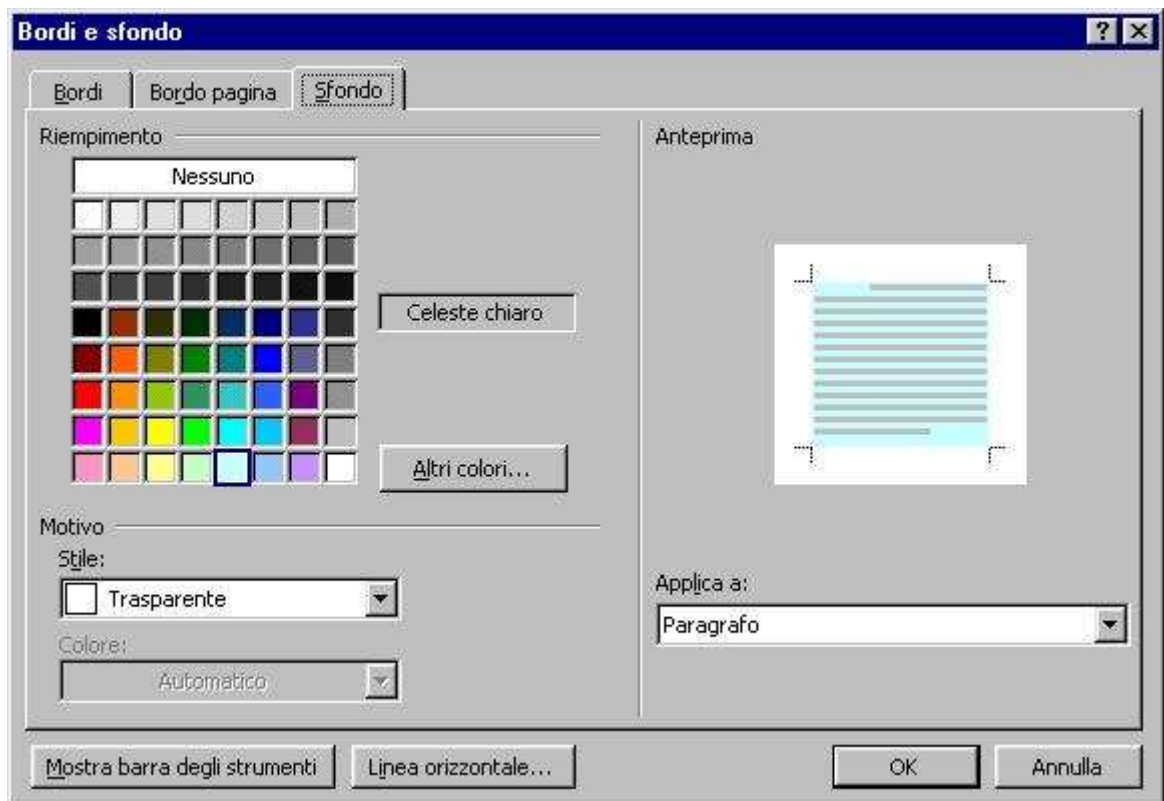 Bordi e sfondo
Bordi
Bordo pagina
Sfondo
Riempimento
Nessuno
Celeste chiaro
Altri colori...
Motivo
Stile:
Trasparente
Colore:
Automatico
Anteprima
Applica a:
Paragrafo
Mostra barra degli strumenti
Linea orizzontale...
OK
Annulla